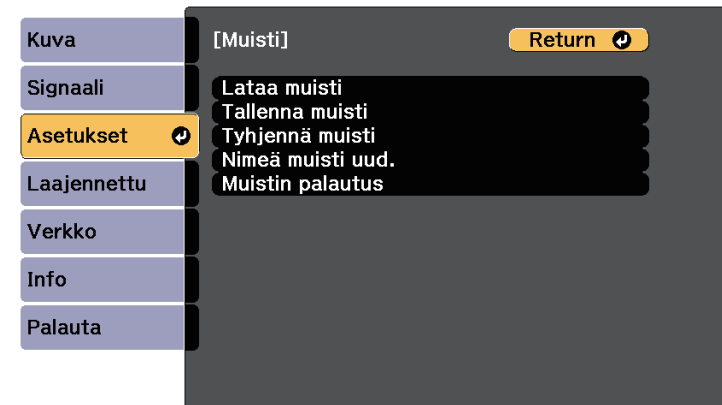 Kuva
Signaali
Asetukset
Laajennettu
Verkko
Info
Palauta
[Muisti]
Return
Lataa muisti
Tallenna muisti
Tyhjennä muisti
Nimeä muisti uud.
Muistin palautus